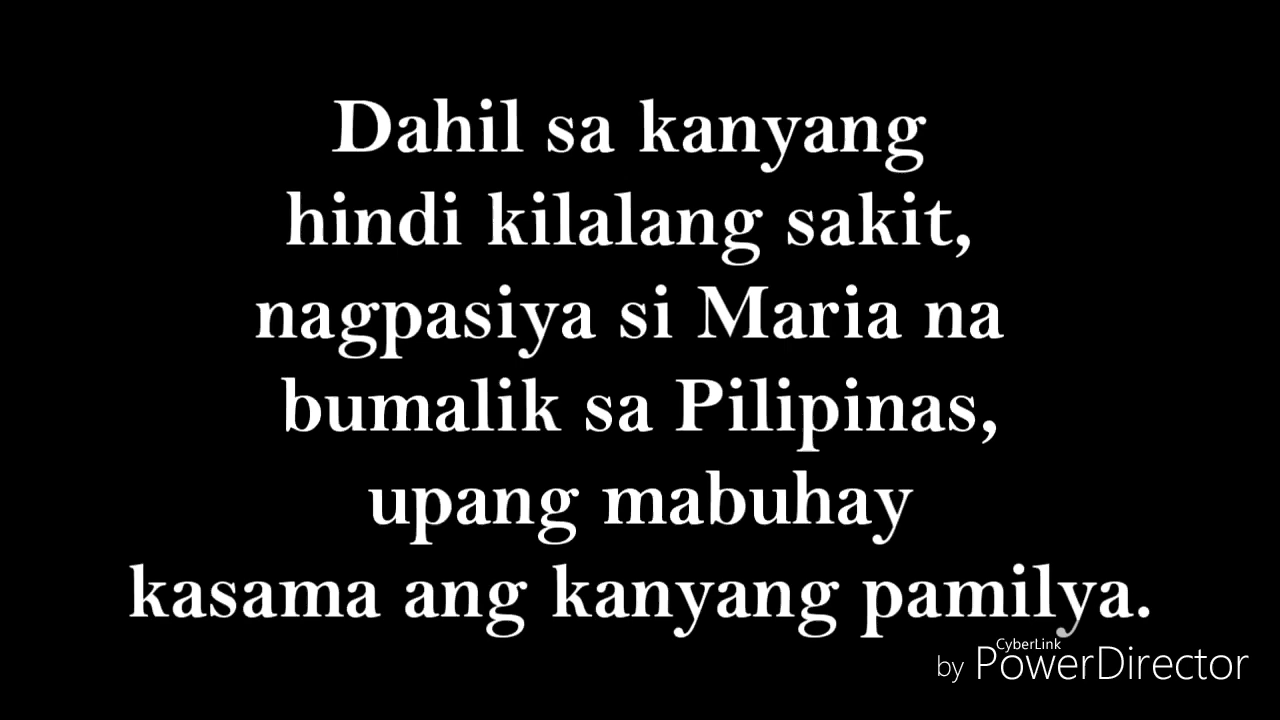 Dahil sa kanyang
hindi kilalang sakit,
nagpasiya si Maria na
bumalik sa Pilipinas,
upang mabuhay
kasama ang kanyang pamilya.
CyberLink
by PowerDirector